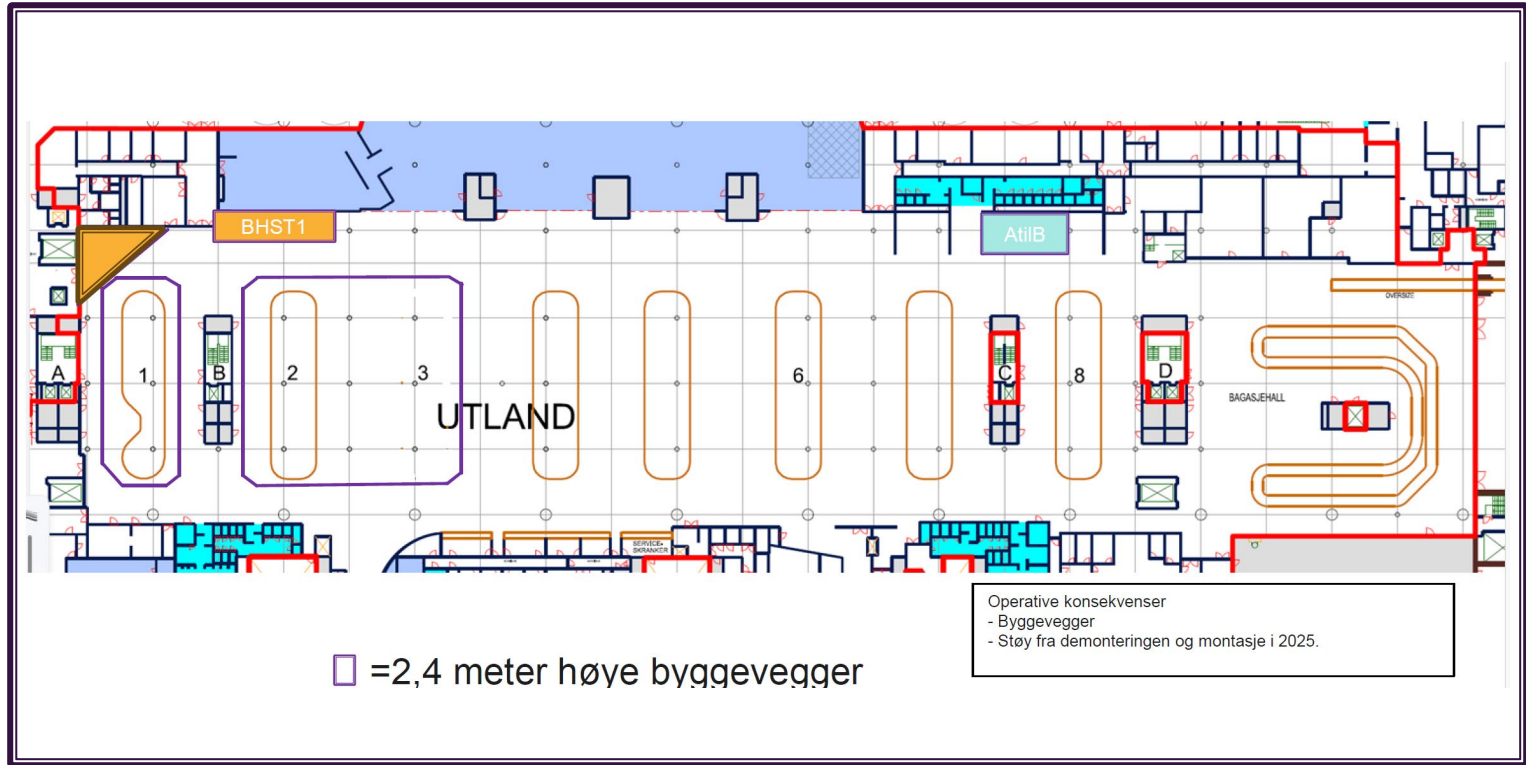 BHST1
AtilB
OVERSIZE
A
1
B
2
3
6
C
8
D
BAGASJEHALL
UTLAND
SERVICE-
SKRANKER
Operative konsekvenser
- Byggevegger
- Støy fra demonteringen og montasje i 2025.
=2,4 meter høye byggevegger